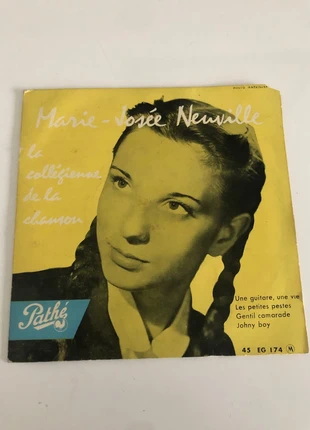 Marie-Josée Neuville
la
collégienne
de la
chanson
Pathé
Une guitare, une vie
Les petites pestes
Gentil camarade
Johny boy
45 EG 174 M